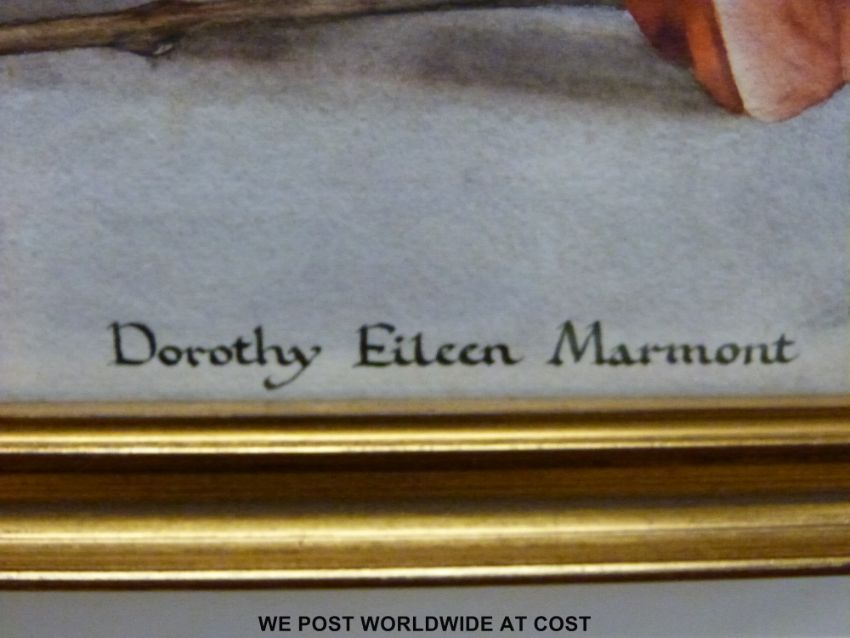 Dorothy Eileen Marmont
WE POST WORLDWIDE AT COST